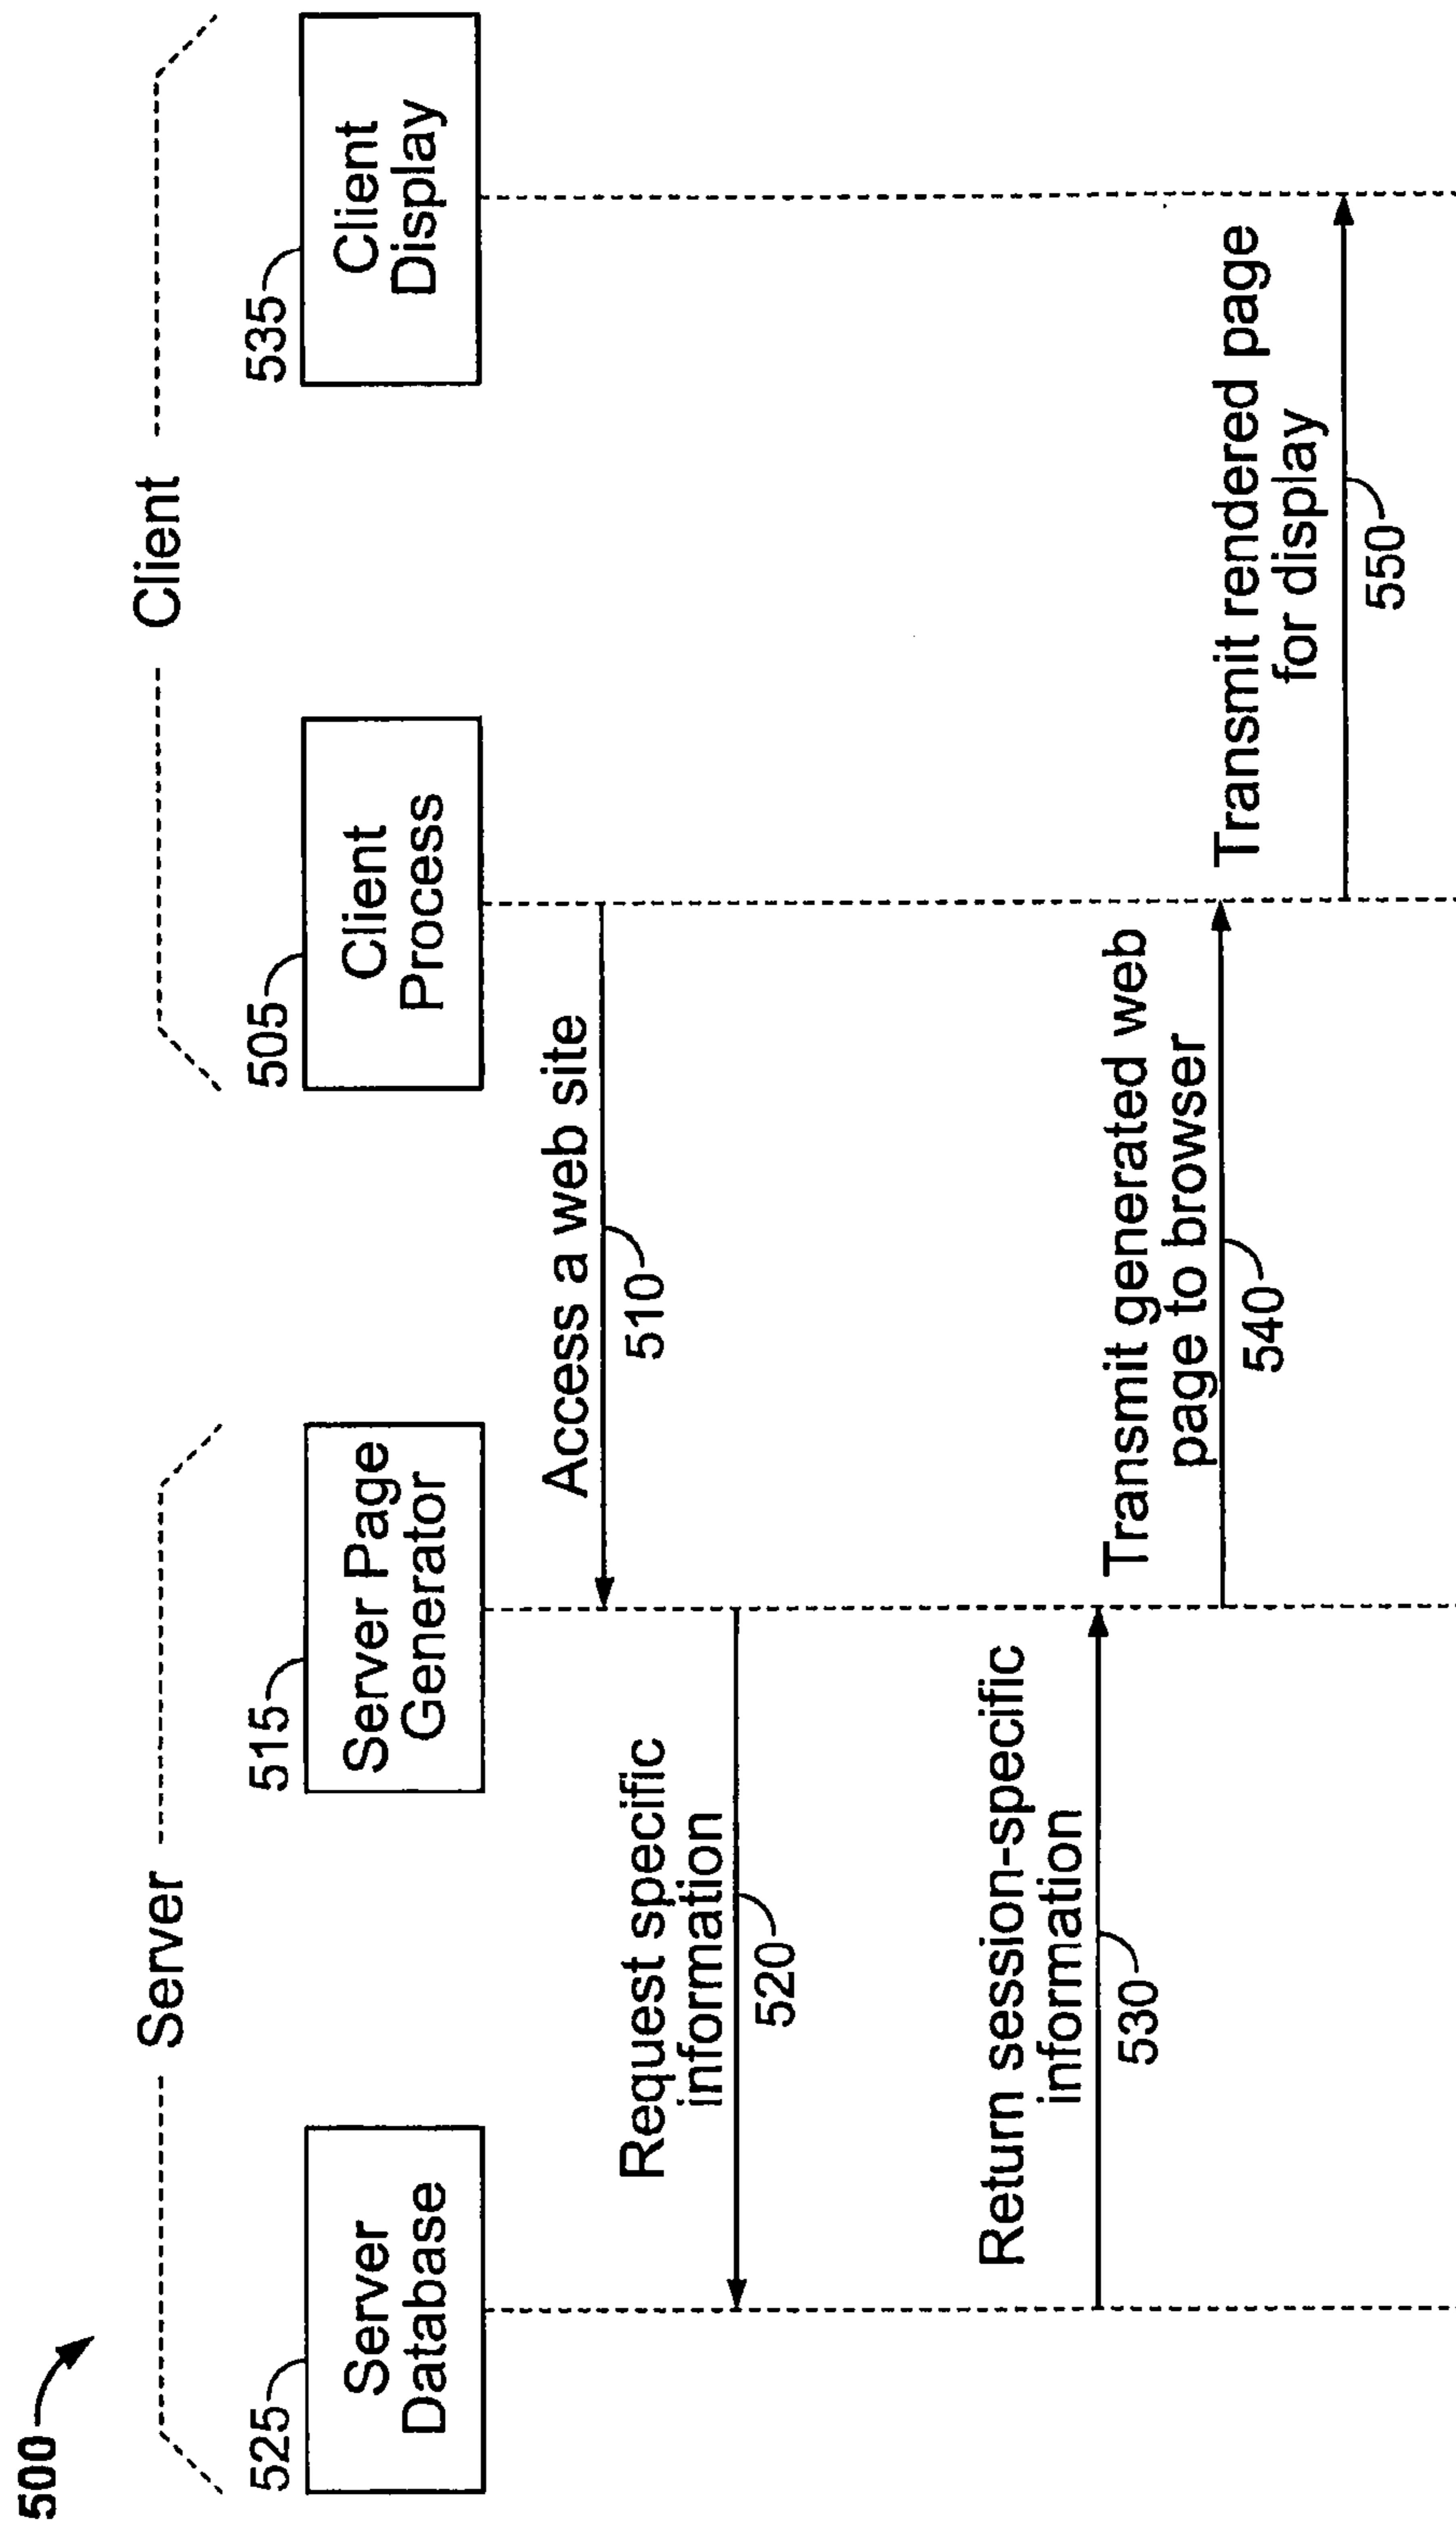 500
Server
Client
525
515
505
535
Server
Database
Server Page
Generator
Client
Process
Client
Display
Access a web site
510
Request specific
information
520
Return session-specific
information
530
Transmit generated web
page to browser
540
Transmit rendered page
for display
550